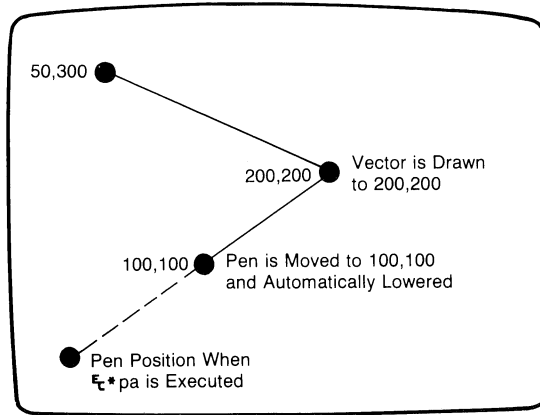 50,300
200,200
Vector is Drawn
to 200,200
100,100
Pen is Moved to 100,100
and Automatically Lowered
Pen Position When
EC* pa is Executed